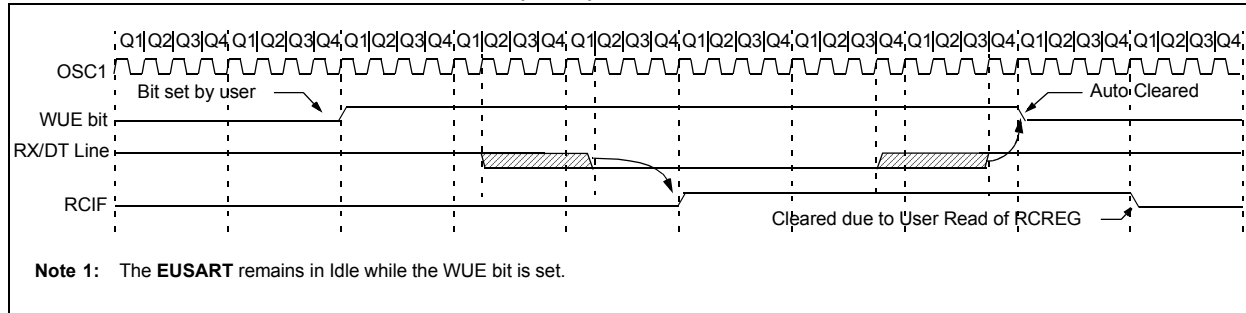 Q1|Q2|Q3|Q4|Q1|Q2|Q3|Q4|Q1|Q2|Q3|Q4|Q1|Q2|Q3|Q4|Q1|Q2|Q3|Q4|Q1|Q2|Q3|Q4|Q1|Q2|Q3|Q4|Q1|Q2|Q3|Q4|Q1|Q2|Q3|Q4|Q1|Q2|Q3|Q4
OSC1
Bit set by user
Auto Cleared
WUE bit
RX/DT Line
RCIF
Cleared due to User Read of RCREG
Note 1: The EUSART remains in Idle while the WUE bit is set.